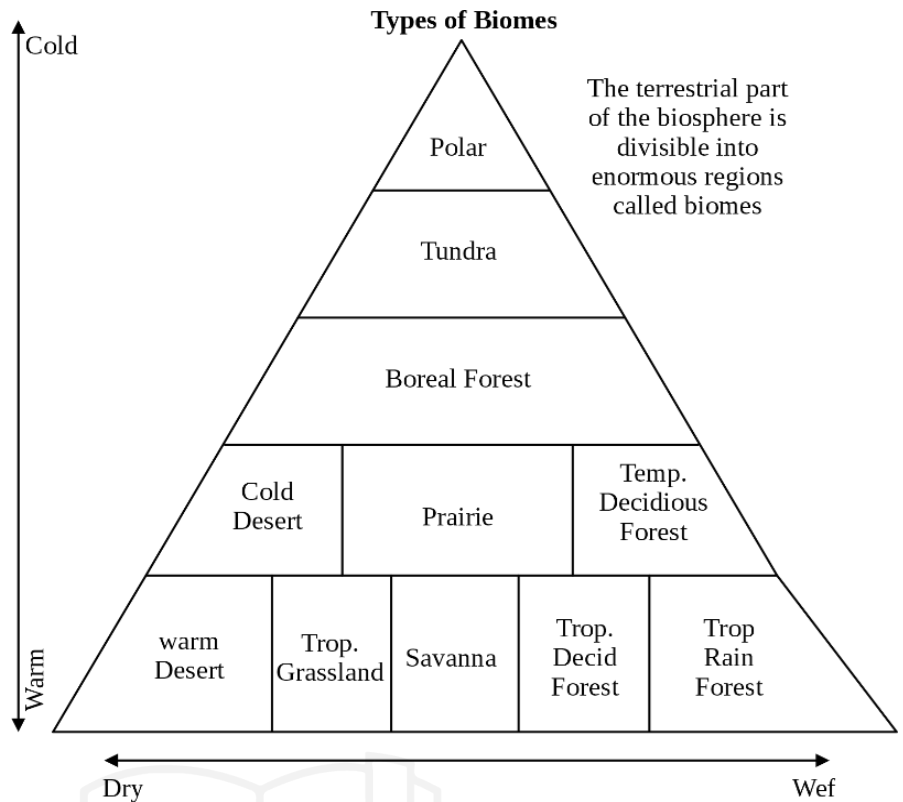 Types of Biomes
Cold
The terrestrial part
of the biosphere is
divisible into
enormous regions
called biomes
Polar
Tundra
Boreal Forest
Cold
Desert
Prairie
Temp.
Decidious
Forest
warm
Desert
Trop.
Grassland
Savanna
Trop.
Decid
Forest
Trop
Rain
Forest
Warm
Dry
Wef